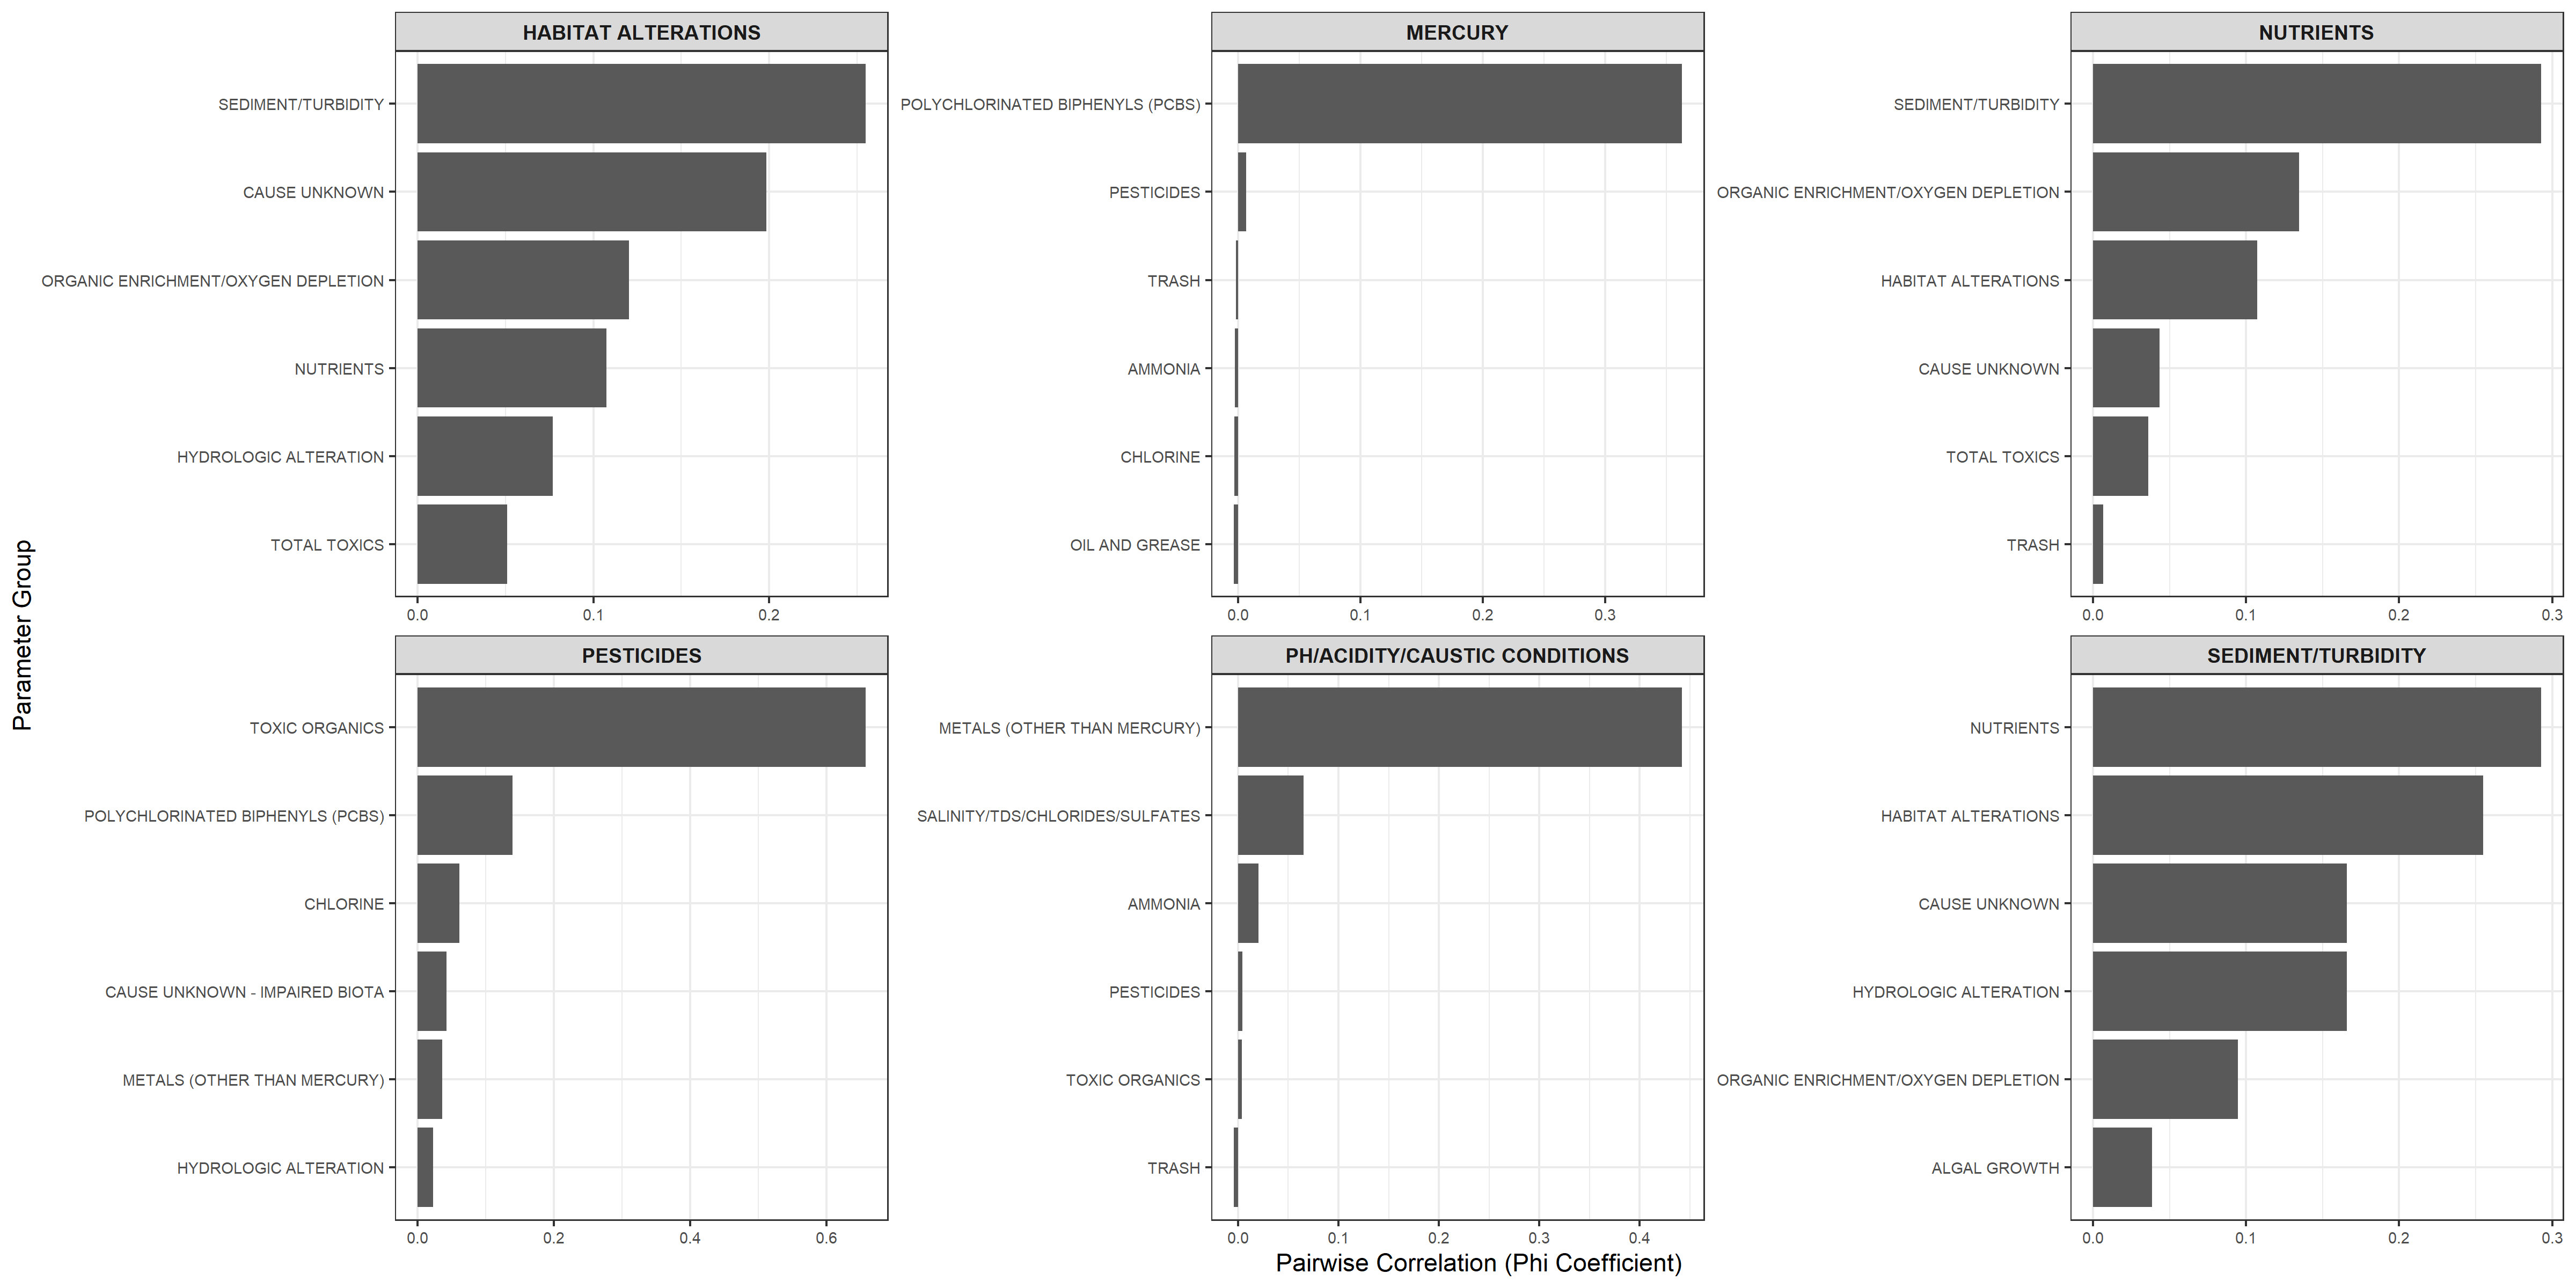 HABITAT ALTERATIONS
SEDIMENT/TURBIDITY
CAUSE UNKNOWN
ORGANIC ENRICHMENT/OXYGEN DEPLETION
NUTRIENTS
HYDROLOGIC ALTERATION
TOTAL TOXICS
0.0 0.1 0.2
MERCURY
POLYCHLORINATED BIPHENYLS (PCBS)
PESTICIDES
TRASH
AMMONIA
CHLORINE
OIL AND GREASE
0.0 0.1 0.2 0.3
NUTRIENTS
SEDIMENT/TURBIDITY
ORGANIC ENRICHMENT/OXYGEN DEPLETION
HABITAT ALTERATIONS
CAUSE UNKNOWN
TOTAL TOXICS
TRASH
0.0 0.1 0.2 0.3
Parameter Group
PESTICIDES
TOXIC ORGANICS
POLYCHLORINATED BIPHENYLS (PCBS)
CHLORINE
CAUSE UNKNOWN - IMPAIRED BIOTA
METALS (OTHER THAN MERCURY)
HYDROLOGIC ALTERATION
0.0 0.2 0.4 0.6
PH/ACIDITY/CAUSTIC CONDITIONS
METALS (OTHER THAN MERCURY)
SALINITY/TDS/CHLORIDES/SULFATES
AMMONIA
PESTICIDES
TOXIC ORGANICS
TRASH
0.0 0.1 0.2 0.3 0.4
SEDIMENT/TURBIDITY
NUTRIENTS
HABITAT ALTERATIONS
CAUSE UNKNOWN
HYDROLOGIC ALTERATION
ORGANIC ENRICHMENT/OXYGEN DEPLETION
ALGAL GROWTH
0.0 0.1 0.2 0.3
Pairwise Correlation (Phi Coefficient)